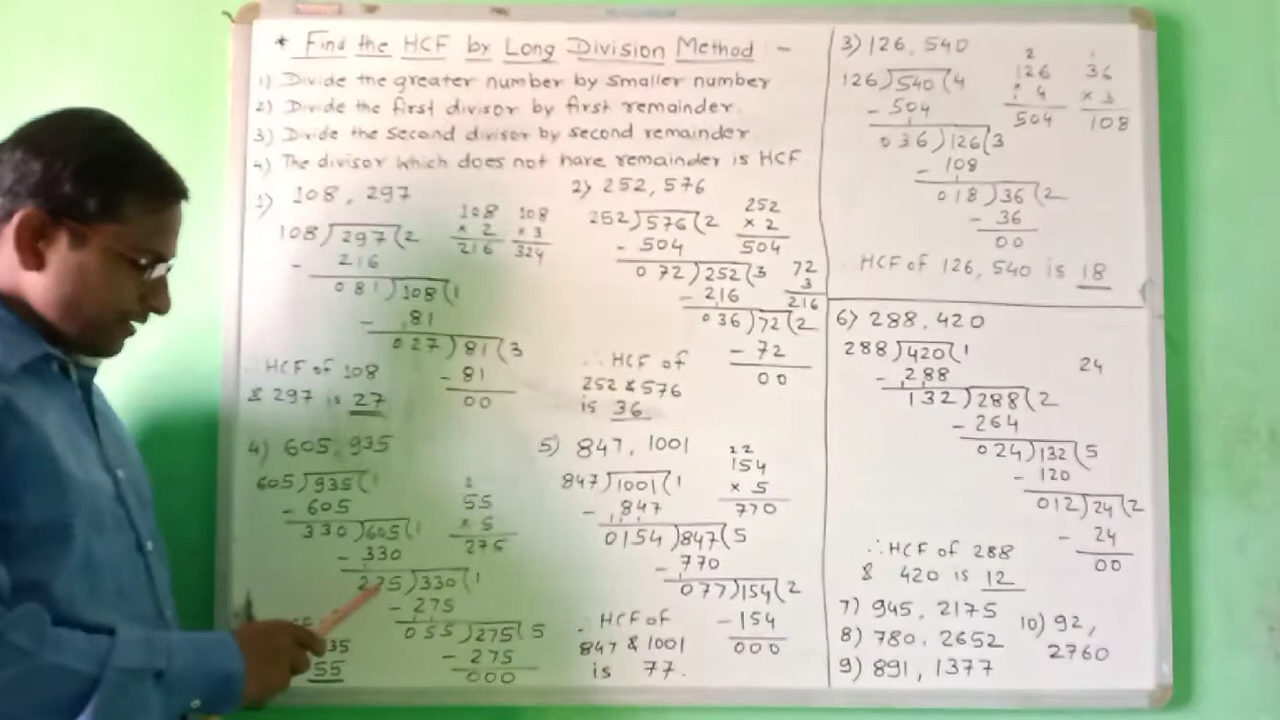 * Find the HCF by Long Division Method :-
1) Divide the greater number by smaller number
2) Divide the first divisor by first remainder.
3) Divide the second divisor by second remainder
4) The divisor which does not have remainder is HCF
1) 108, 297
108 ) 297 ( 2
- 216
081 ) 108 ( 1
- 81
027 ) 81 ( 3
- 81
00
108
× 2
216
108
× 3
324
∴ HCF of 108
& 297 is 27
2) 252, 576
252 ) 576 ( 2
- 504
072 ) 252 ( 3
- 216
036 ) 72 ( 2
- 72
00
252
× 2
504
72
3
216
∴ HCF of
252 & 576
is 36
3) 126, 540
126 ) 540 ( 4
- 504
036 ) 126 ( 3
- 108
018 ) 36 ( 2
- 36
00
2
126
4
504
1
36
× 3
108
HCF of 126, 540 is 18
4) 605, 935
605 ) 935 ( 1
- 605
330 ) 605 ( 1
- 330
275 ) 330 ( 1
- 275
055 ) 275 ( 5
- 275
000
2
55
× 5
275
35
55
5) 847, 1001
847 ) 1001 ( 1
- 847
0154 ) 847 ( 5
- 770
077 ) 154 ( 2
- 154
000
22
154
× 5
770
∴ HCF of
847 & 1001
is 77.
6) 288, 420
288 ) 420 ( 1
- 288
132 ) 288 ( 2
- 264
024 ) 132 ( 5
- 120
012 ) 24 ( 2
- 24
00
24
∴ HCF of 288
& 420 is 12
7) 945, 2175
8) 780, 2652
9) 891, 1377
10) 92,
2760